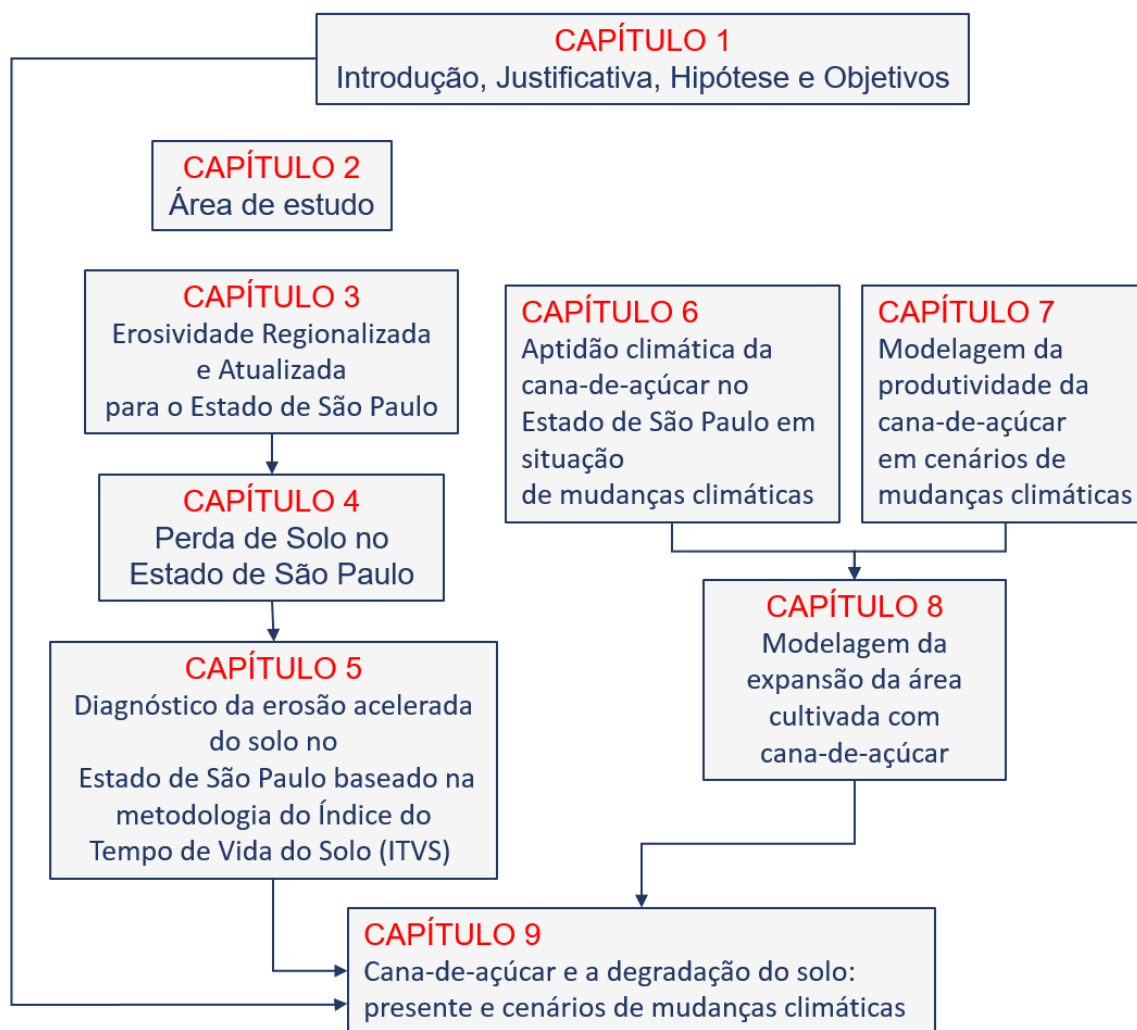 CAPÍTULO 1
Introdução, Justificativa, Hipótese e Objetivos
CAPÍTULO 2
Área de estudo
CAPÍTULO 3
Erosividade Regionalizada
e Atualizada
para o Estado de São Paulo
CAPÍTULO 4
Perda de Solo no
Estado de São Paulo
CAPÍTULO 5
Diagnóstico da erosão acelerada
do solo no
Estado de São Paulo baseado na
metodologia do Índice do
Tempo de Vida do Solo (ITVS)
CAPÍTULO 6
Aptidão climática da
cana-de-açúcar no
Estado de São Paulo em
situação
de mudanças climáticas
CAPÍTULO 7
Modelagem da
produtividade da
cana-de-açúcar
em cenários de
mudanças climáticas
CAPÍTULO 8
Modelagem da
expansão da área
cultivada com
cana-de-açúcar
CAPÍTULO 9
Cana-de-açúcar e a degradação do solo:
presente e cenários de mudanças climáticas